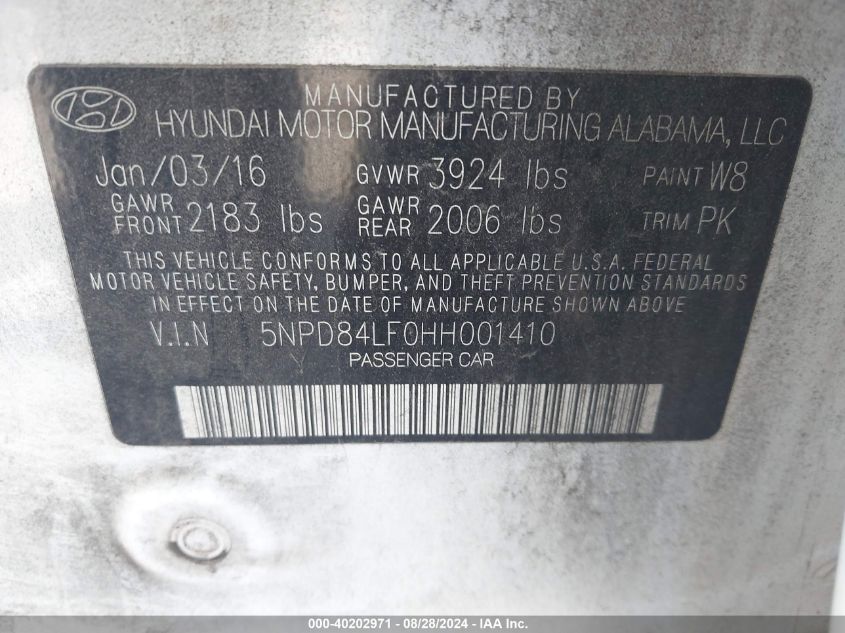 MANUFACTURED BY
HYUNDAI MOTOR MANUFACTURING ALABAMA, LLC
Jan/03/16 GVWR 3924 lbs PAINT W8
GAWR FRONT 2183 lbs GAWR REAR 2006 lbs TRIM PK
THIS VEHICLE CONFORMS TO ALL APPLICABLE U.S.A. FEDERAL
MOTOR VEHICLE SAFETY, BUMPER, AND THEFT PREVENTION STANDARDS
IN EFFECT ON THE DATE OF MANUFACTURE SHOWN ABOVE
V.I.N 5NPD84LF0HH001410
PASSENGER CAR
000-40202971 - 08/28/2024 - IAA Inc.